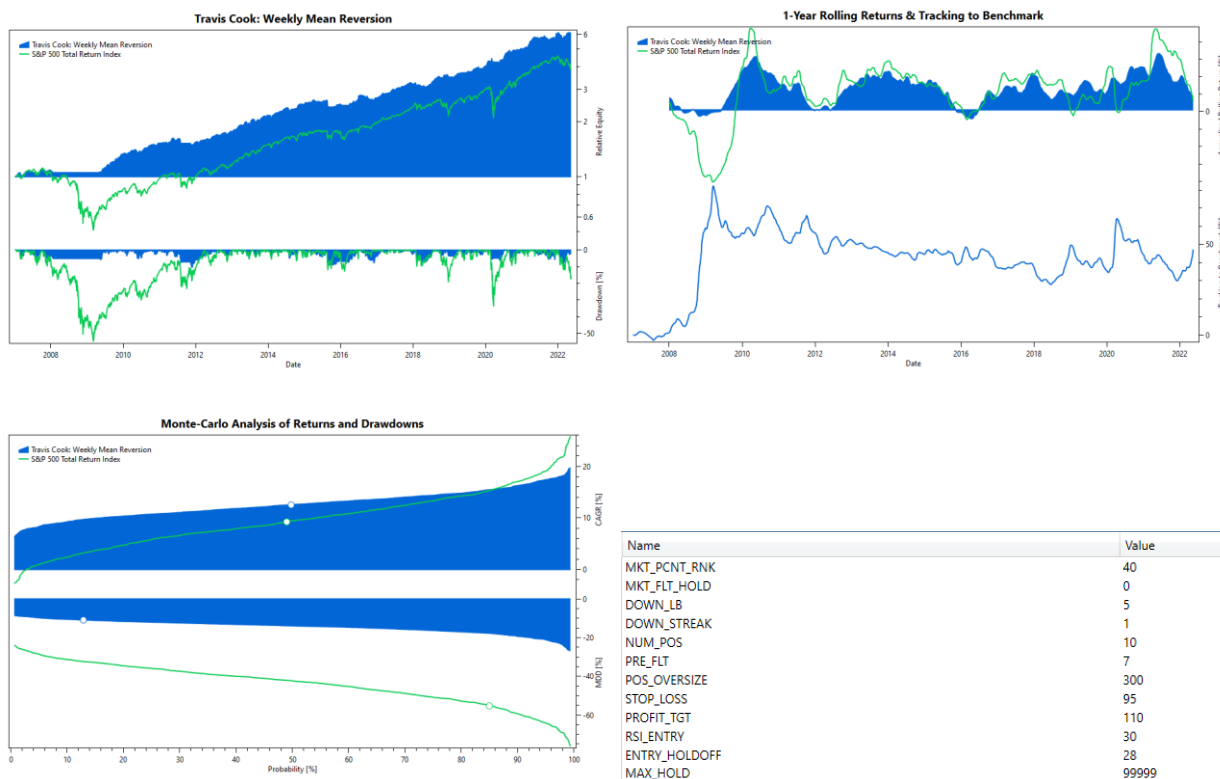 Travis Cook: Weekly Mean Reversion
Travis Cook: Weekly Mean Reversion
S&P 500 Total Return Index
6
3
2
1
0.6
Relative Equity
0
-50
Drawdown [%]
2008 2010 2012 2014 2016 2018 2020 2022
Date
1-Year Rolling Returns & Tracking to Benchmark
Travis Cook: Weekly Mean Reversion
S&P 500 Total Return Index
0
50
0
2008 2010 2012 2014 2016 2018 2020 2022
Date
Monte-Carlo Analysis of Returns and Drawdowns
Travis Cook: Weekly Mean Reversion
S&P 500 Total Return Index
20
10
0
CAGR [%]
0
-20
-40
-60
MDD [%]
0 10 20 30 40 50 60 70 80 90 100
Probability [%]
Name Value
MKT_PCNT_RNK 40
MKT_FLT_HOLD 0
DOWN_LB 5
DOWN_STREAK 1
NUM_POS 10
PRE_FLT 7
POS_OVERSIZE 300
STOP_LOSS 95
PROFIT_TGT 110
RSI_ENTRY 30
ENTRY_HOLDOFF 28
MAX_HOLD 99999